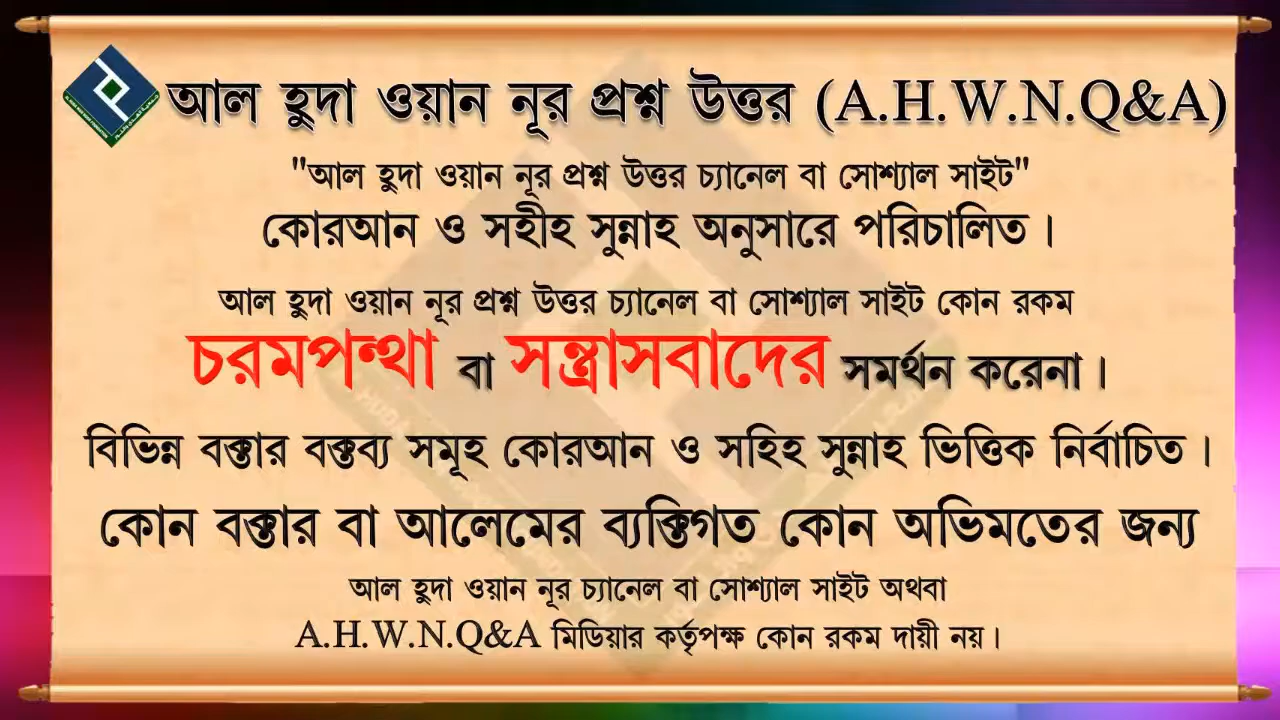 আল হুদা ওয়ান নূর প্রশ্ন উত্তর (A.H.W.N.Q&A)
"আল হুদা ওয়ান নূর প্রশ্ন উত্তর চ্যানেল বা সোশ্যাল সাইট"
কোরআন ও সহীহ সুন্নাহ অনুসারে পরিচালিত।
আল হুদা ওয়ান নূর প্রশ্ন উত্তর চ্যানেল বা সোশ্যাল সাইট কোন রকম
চরমপন্থা বা সন্ত্রাসবাদের সমর্থন করেনা।
বিভিন্ন বক্তার বক্তব্য সমূহ কোরআন ও সহিহ সুন্নাহ ভিত্তিক নির্বাচিত।
কোন বক্তার বা আলেমের ব্যক্তিগত কোন অভিমতের জন্য
আল হুদা ওয়ান নূর চ্যানেল বা সোশ্যাল সাইট অথবা
A.H.W.N.Q&A মিডিয়ার কর্তৃপক্ষ কোন রকম দায়ী নয়।